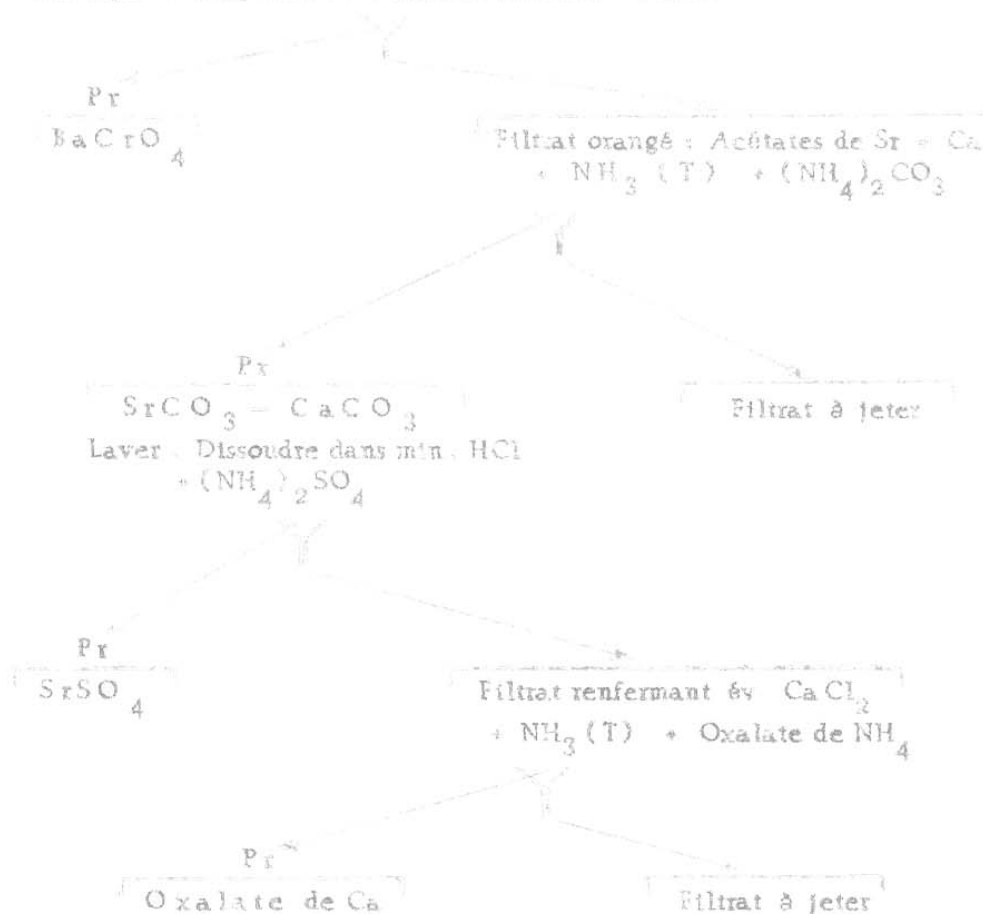 Pr
BaCrO4
Filtrat orangé : Acétates de Sr - Ca
+ NH3 (T) + (NH4)2CO3
Pr
SrCO3 - CaCO3
Filtrat à jeter
Laver. Dissoudre dans min. HCl
+ (NH4)2SO4
Pr
SrSO4
Filtrat renfermant év. CaCl2
+ NH3 (T) + Oxalate de NH4
Pr
Oxalate de Ca
Filtrat à jeter